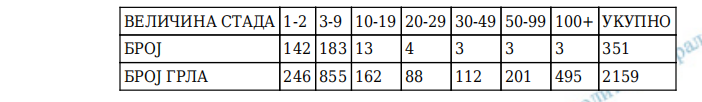 ВЕЛИЧИНА СТАДА 1-2 3-9 10-19 20-29 30-49 50-99 100+ УКУПНО
БРОЈ 142 183 13 4 3 3 3 351
БРОЈ ГРЛА 246 855 162 88 112 201 495 2159